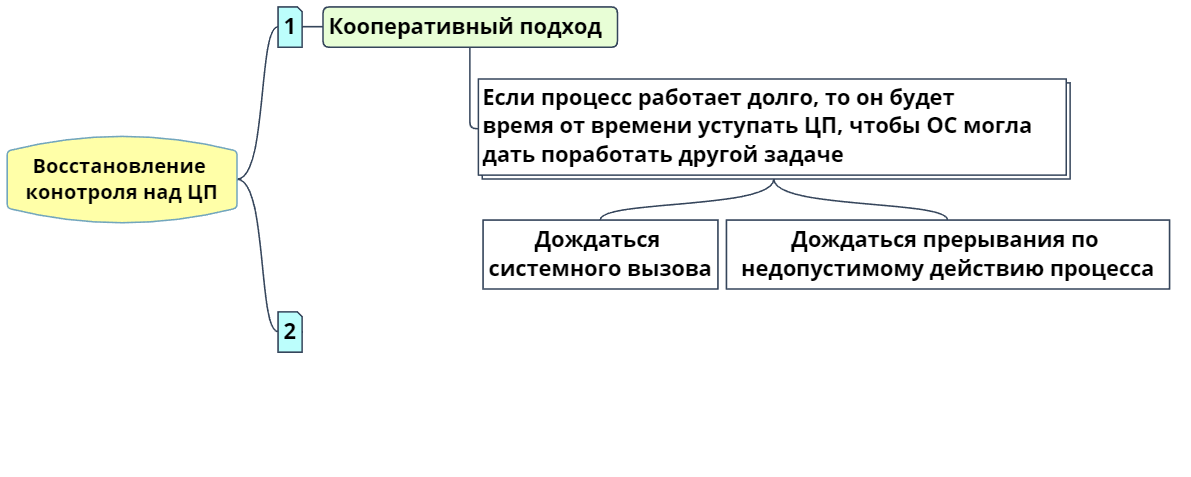 1
Кооперативный подход
Если процесс работает долго, то он будет
время от времени уступать ЦП, чтобы ОС могла
дать поработать другой задаче
Восстановление
конотроля над ЦП
Дождаться
системного вызова
Дождаться прерывания по
недопустимому действию процесса
2